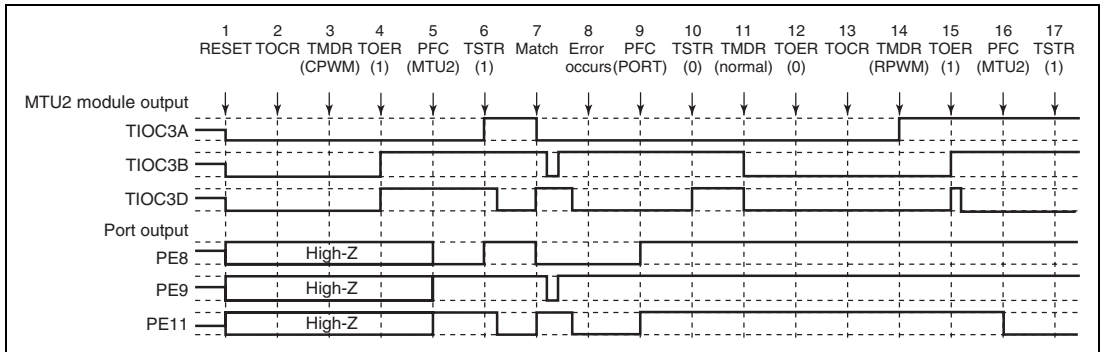 1 2 3 4 5 6 7 8 9 10 11 12 13 14 15 16 17
RESET TOCR TMDR TOER PFC TSTR Match Error PFC TSTR TMDR TOER TOCR TMDR TOER PFC TSTR
(CPWM) (1) (MTU2) (1) occurs (PORT) (0) (normal) (0) (RPWM) (1) (MTU2) (1)
MTU2 module output
TIOC3A
TIOC3B
TIOC3D
Port output
PE8 High-Z
PE9 High-Z
PE11 High-Z